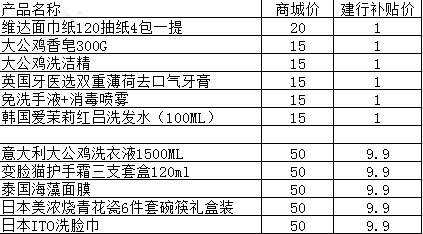 产品名称 商城价 建行补贴价
维达面巾纸120抽纸4包一提 20 1
大公鸡香皂300G 15 1
大公鸡洗洁精 15 1
英国牙医选双重薄荷去口气牙膏 15 1
免洗手液+消毒喷雾 15 1
韩国爱茉莉红吕洗发水（100ML） 15 1
意大利大公鸡洗衣液1500ML 50 9.9
变脸猫护手霜三支套盒120ml 50 9.9
泰国海藻面膜 50 9.9
日本美浓烧青花瓷6件套碗筷礼盒装 50 9.9
日本ITO洗脸巾 50 9.9